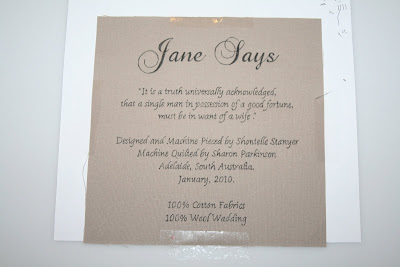 Jane Says
"It is a truth universally acknowledged,
that a single man in possession of a good fortune,
must be in want of a wife."
Designed and Machine Pieced by Shontelle Stanyer
Machine Quilted by Sharon Parkinson
Adelaide, South Australia.
January, 2010.
100% Cotton Fabrics
100% Wool Wadding